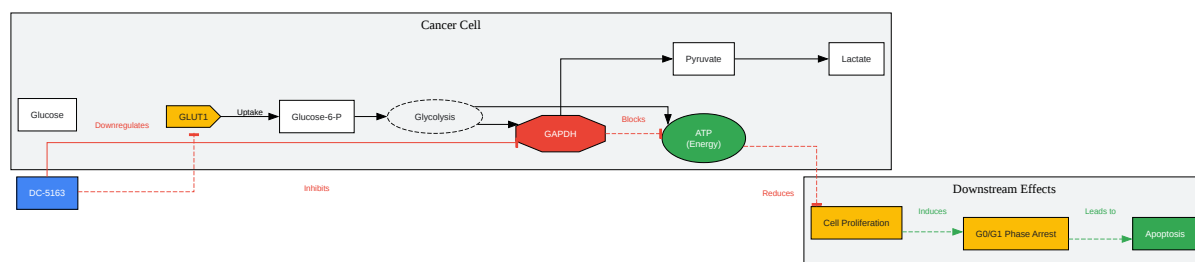 Cancer Cell
Pyruvate
Lactate
Glucose
GLUT1
Uptake
Glucose-6-P
Glycolysis
Downregulates
GAPDH
Blocks
ATP
(Energy)
DC-5163
Inhibits
Reduces
Downstream Effects
Cell Proliferation
Induces
G0/G1 Phase Arrest
Leads to
Apoptosis